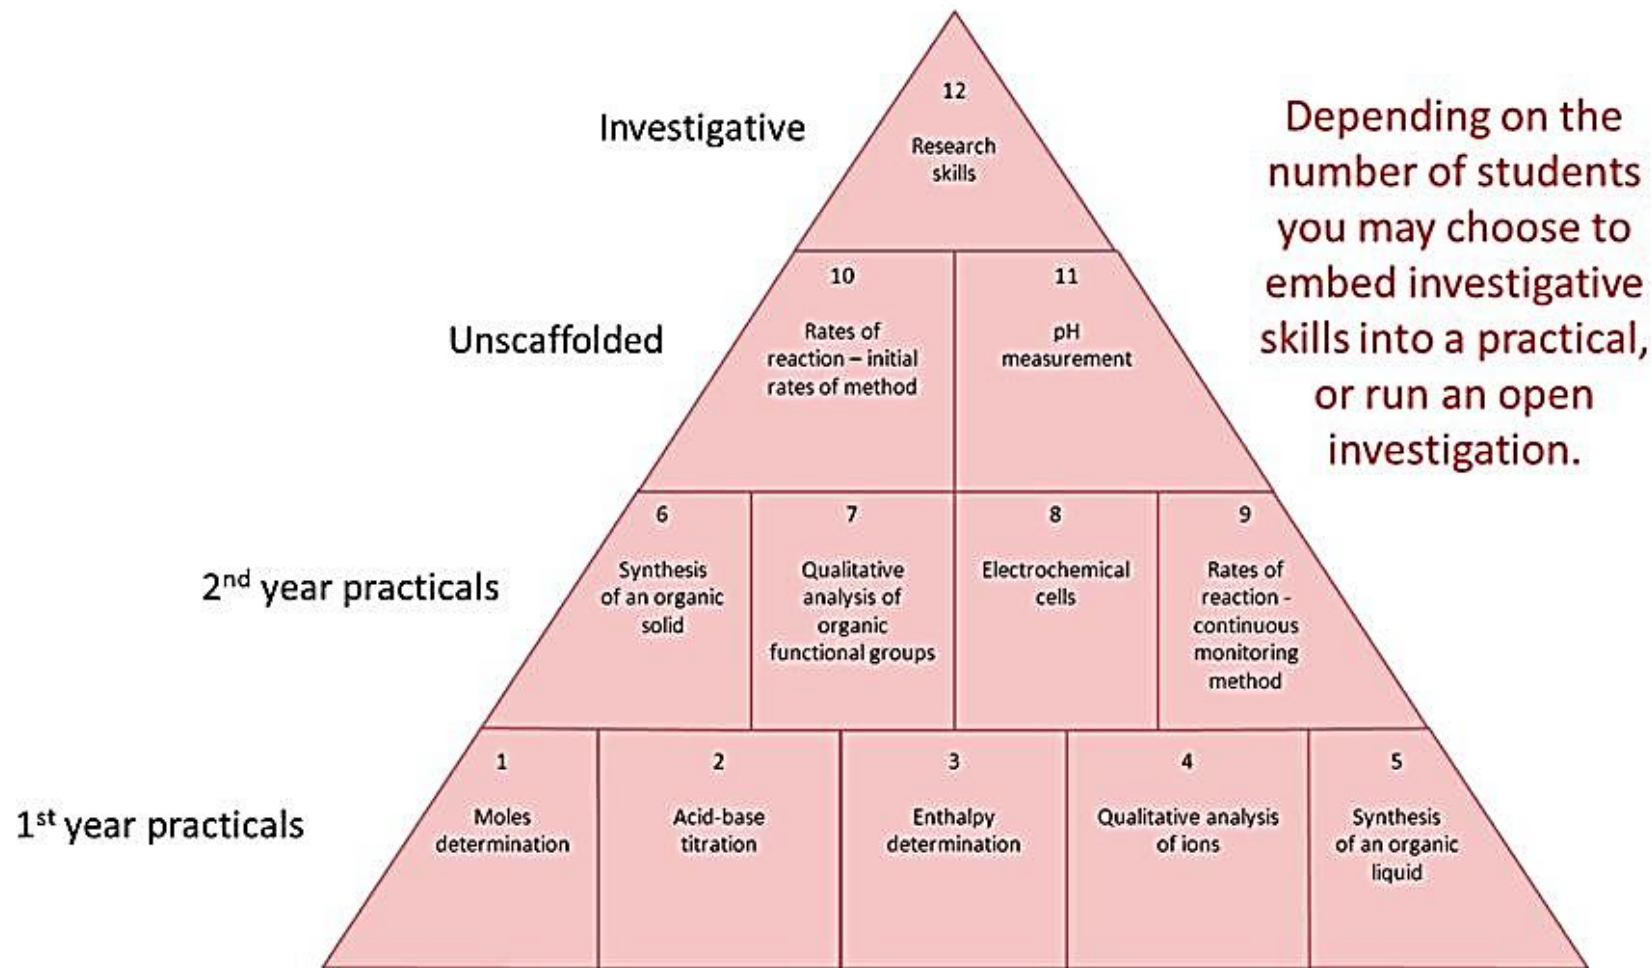 12
Research
skills
Investigative
Depending on the
number of students
you may choose to
embed investigative
skills into a practical,
or run an open
investigation.
Unscaffolded
10
Rates of
reaction – initial
rates of method
11
pH
measurement
2nd year practicals
6
Synthesis
of an organic
solid
7
Qualitative
analysis of
organic
functional groups
8
Electrochemical
cells
9
Rates of
reaction -
continuous
monitoring
method
1st year practicals
1
Moles
determination
2
Acid-base
titration
3
Enthalpy
determination
4
Qualitative analysis
of ions
5
Synthesis
of an organic
liquid